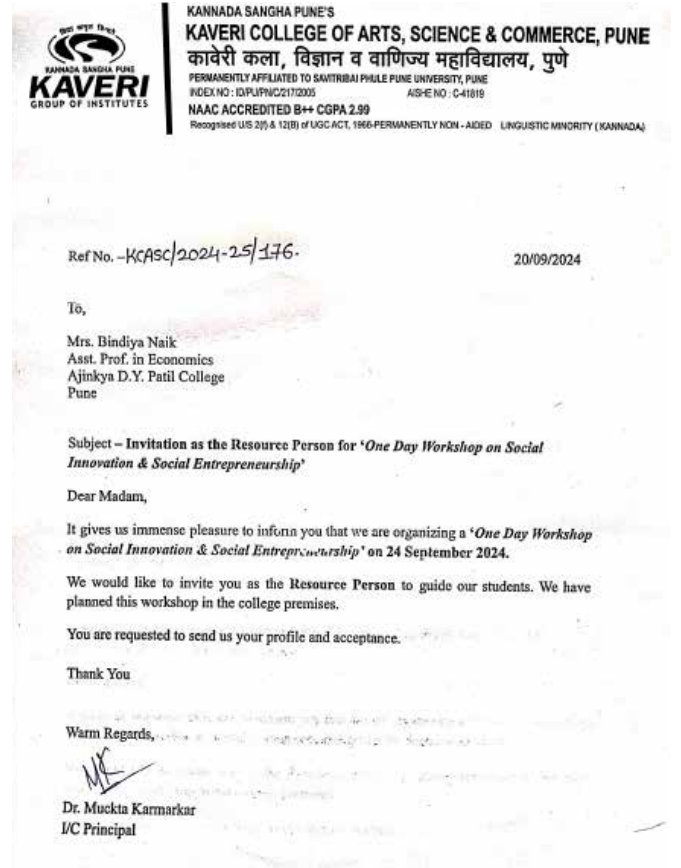 KANNADA SANGHA PUNE'S
KAVERI COLLEGE OF ARTS, SCIENCE & COMMERCE, PUNE
कावेरी कला, विज्ञान व वाणिज्य महाविद्यालय, पुणे
PERMANENTLY AFFILIATED TO SAVITRIBAI PHULE PUNE UNIVERSITY, PUNE
INDEX NO : ID/PU/PN/C/217/2005 AISHE NO : C-41819
NAAC ACCREDITED B++ CGPA 2.99
Recognised U/S 2(f) & 12(B) of UGC ACT, 1956-PERMANENTLY NON - AIDED LINGUISTIC MINORITY (KANNADA)
KANNADA SANGHA PUNE
KAVERI
GROUP OF INSTITUTES
Ref No. -KCASC/2024-25/176.
20/09/2024
To,
Mrs. Bindiya Naik
Asst. Prof. in Economics
Ajinkya D.Y. Patil College
Pune
Subject – Invitation as the Resource Person for ‘One Day Workshop on Social
Innovation & Social Entrepreneurship’
Dear Madam,
It gives us immense pleasure to inform you that we are organizing a ‘One Day Workshop
on Social Innovation & Social Entrepreneurship’ on 24 September 2024.
We would like to invite you as the Resource Person to guide our students. We have
planned this workshop in the college premises.
You are requested to send us your profile and acceptance.
Thank You
Warm Regards,
Dr. Muckta Karmarkar
I/C Principal